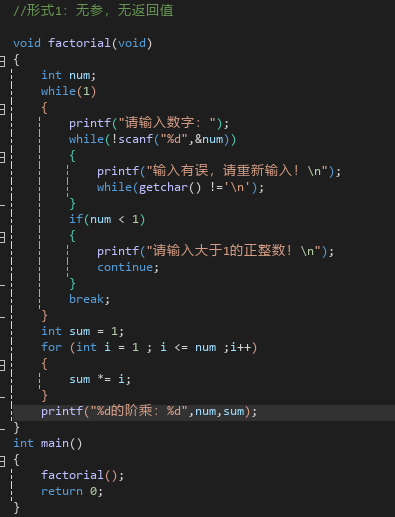 //形式1：无参，无返回值
void factorial(void)
{
int num;
while(1)
{
printf("请输入数字：");
while(!scanf("%d",&num))
{
printf("输入有误，请重新输入！\n");
while(getchar() !='\n');
}
if(num < 1)
{
printf("请输入大于1的正整数！\n");
continue;
}
break;
}
int sum = 1;
for (int i = 1 ; i <= num ;i++)
{
sum *= i;
}
printf("%d的阶乘：%d",num,sum);
}
int main()
{
factorial();
return 0;
}